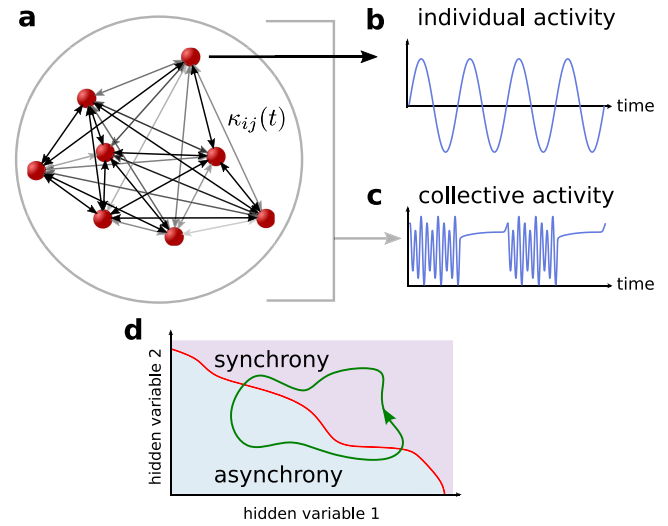 a
κij(t)
b
individual activity
time
c
collective activity
time
d
hidden variable 2
synchrony
asynchrony
hidden variable 1